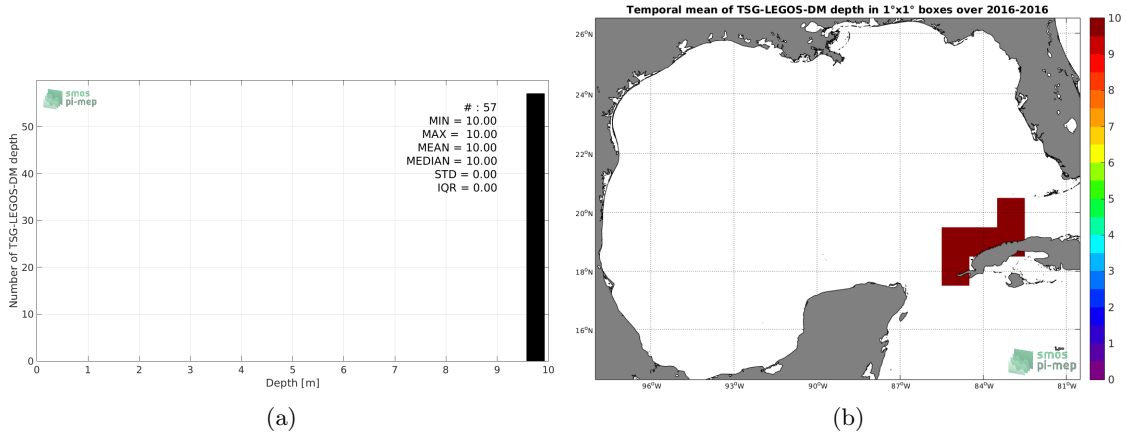 smos
pi-mep
# : 57
MIN = 10.00
MAX = 10.00
MEAN = 10.00
MEDIAN = 10.00
STD = 0.00
IQR = 0.00
Number of TSG-LEGOS-DM depth
50
40
30
20
10
0
0 1 2 3 4 5 6 7 8 9 10
Depth [m]
(a)
Temporal mean of TSG-LEGOS-DM depth in 1°x1° boxes over 2016-2016
26°N
24°N
22°N
20°N
18°N
16°N
96°W 93°W 90°W 87°W 84°W 81°W
smos
pi-mep
10
9
8
7
6
5
4
3
2
1
0
(b)